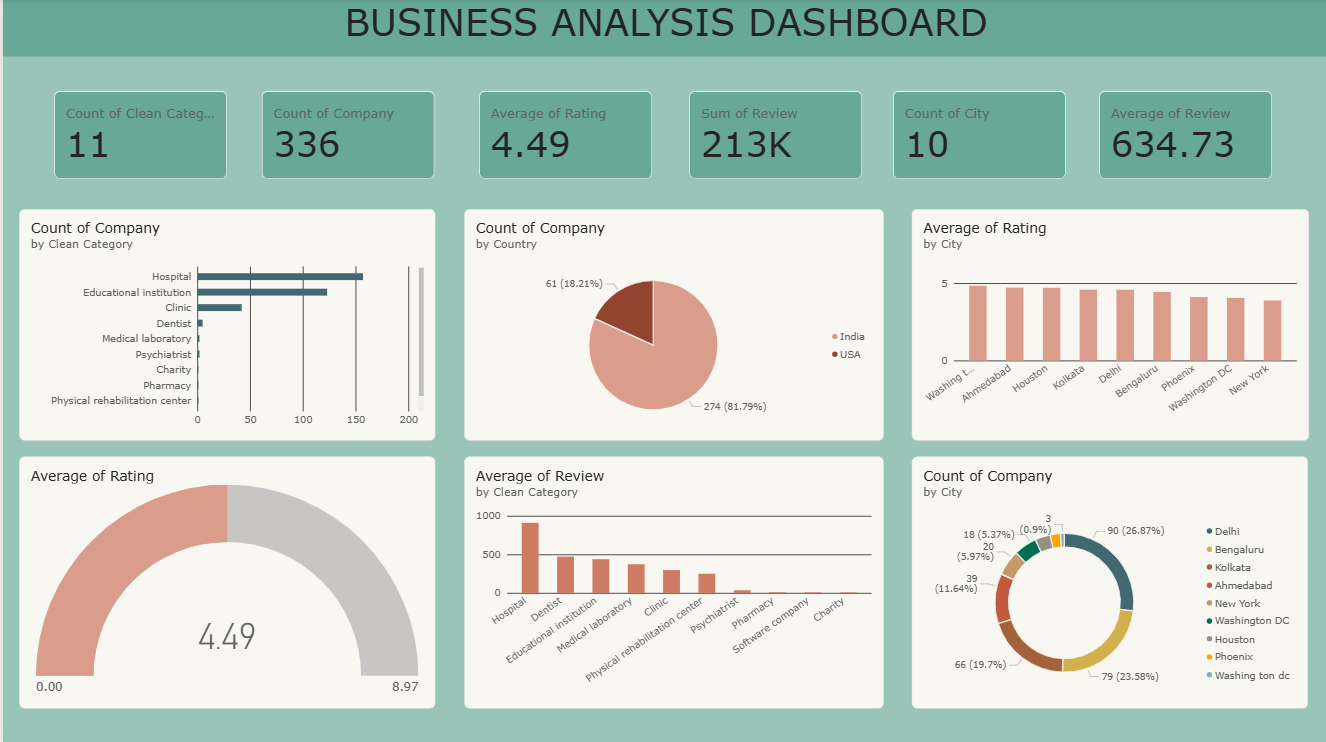 BUSINESS ANALYSIS DASHBOARD
Count of Clean Categ...
11
Count of Company
336
Average of Rating
4.49
Sum of Review
213K
Count of City
10
Average of Review
634.73
Count of Company
by Clean Category
Hospital
Educational institution
Clinic
Dentist
Medical laboratory
Psychiatrist
Charity
Pharmacy
Physical rehabilitation center
0 50 100 150 200
Count of Company
by Country
61 (18.21%)
274 (81.79%)
India
USA
Average of Rating
by City
5
0
Washing t...
Ahmedabad
Houston
Kolkata
Delhi
Bengaluru
Phoenix
Washington DC
New York
Average of Rating
4.49
0.00
8.97
Average of Review
by Clean Category
1000
500
0
Hospital
Dentist
Educational institution
Medical laboratory
Clinic
Physical rehabilitation center
Psychiatrist
Pharmacy
Software company
Charity
Count of Company
by City
90 (26.87%)
79 (23.58%)
66 (19.7%)
39
(11.64%)
20
(5.97%)
18 (5.37%)
3
(0.9%)
Delhi
Bengaluru
Kolkata
Ahmedabad
New York
Washington DC
Houston
Phoenix
Washing ton dc